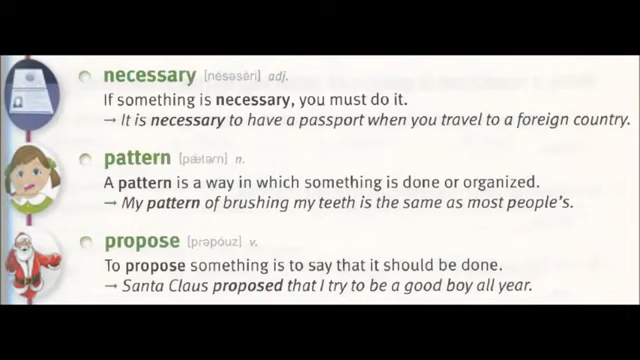 necessary [nésəsèri] adj.
If something is necessary, you must do it.
→ It is necessary to have a passport when you travel to a foreign country.
pattern [pǽtərn] n.
A pattern is a way in which something is done or organized.
→ My pattern of brushing my teeth is the same as most people's.
propose [prəpóuz] v.
To propose something is to say that it should be done.
→ Santa Claus proposed that I try to be a good boy all year.